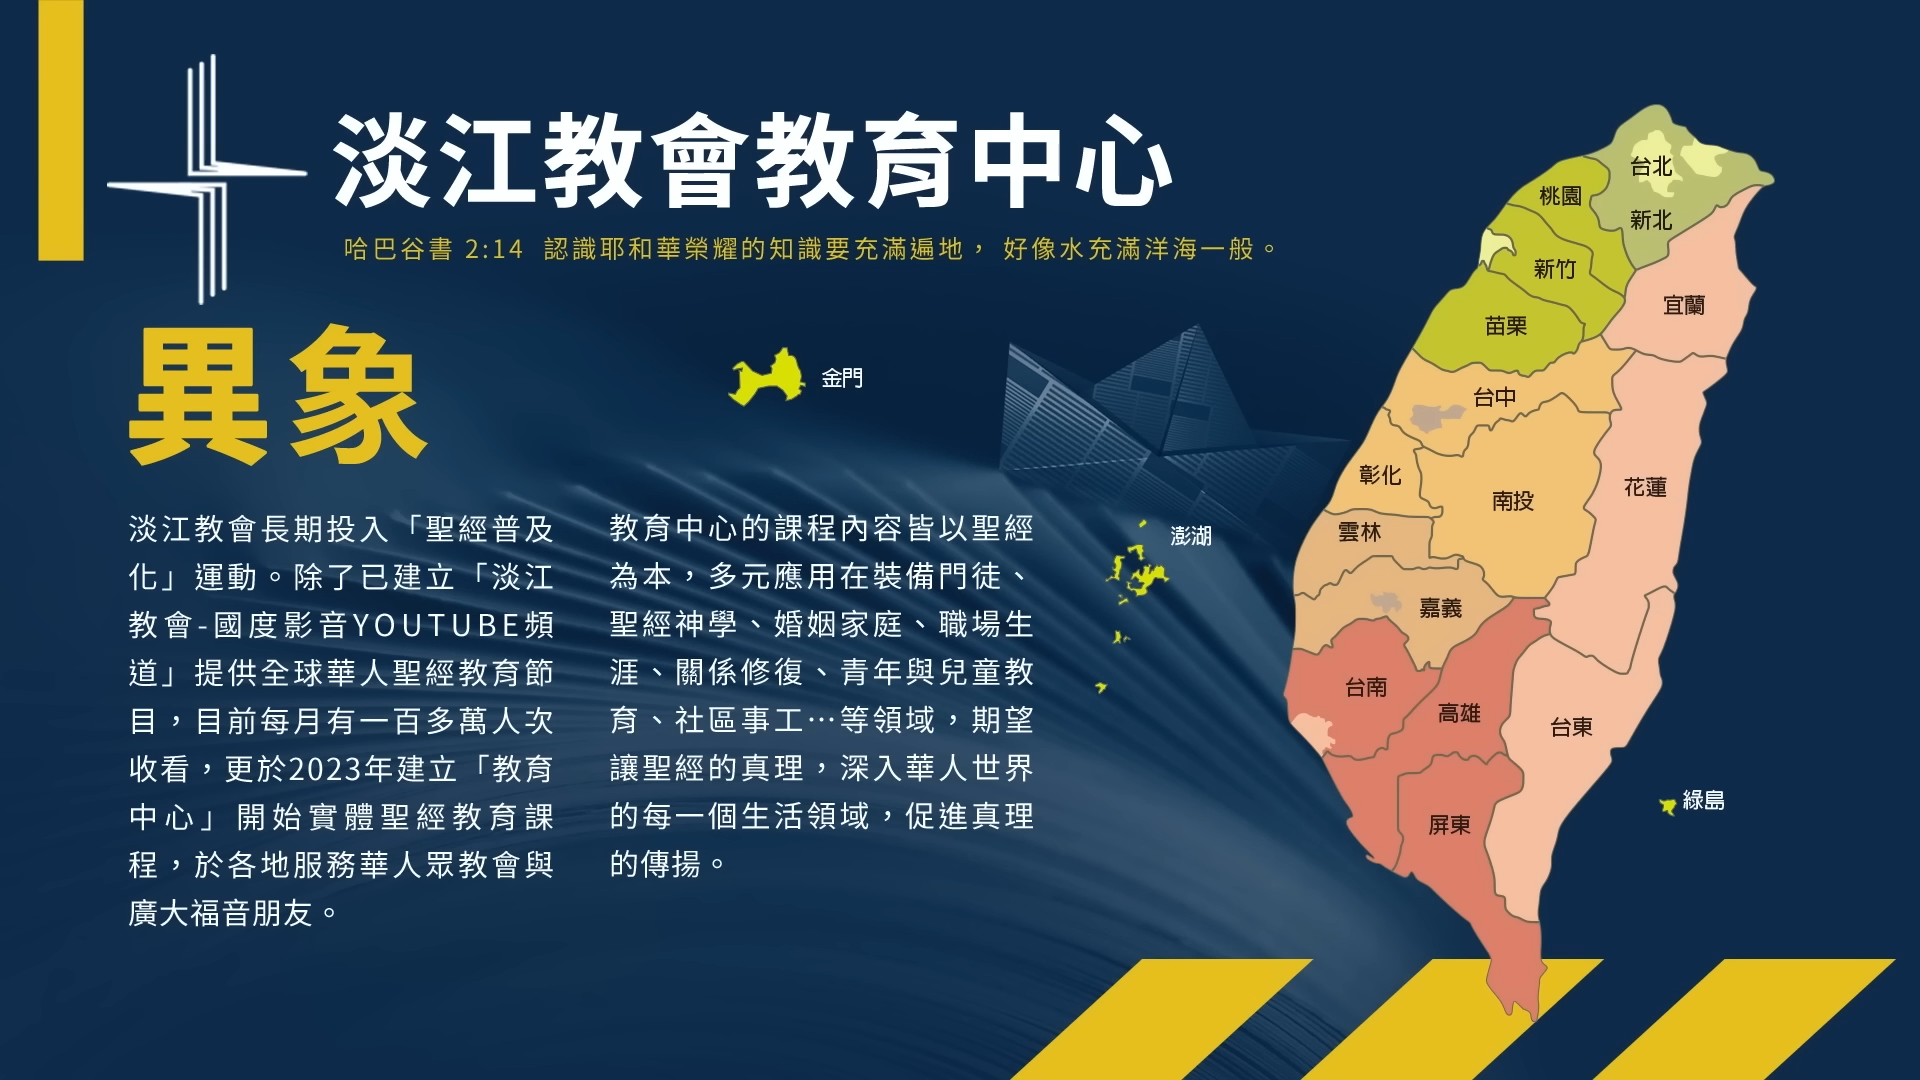 淡江教會教育中心
哈巴谷書 2:14 認識耶和華榮耀的知識要充滿遍地， 好像水充滿洋海一般。
異象
淡江教會長期投入「聖經普及
化」運動。除了已建立「淡江
教會-國度影音YOUTUBE頻
道」提供全球華人聖經教育節
目，目前每月有一百多萬人次
收看，更於2023年建立「教育
中心」開始實體聖經教育課
程，於各地服務華人眾教會與
廣大福音朋友。
教育中心的課程內容皆以聖經
為本，多元應用在裝備門徒、
聖經神學、婚姻家庭、職場生
涯、關係修復、青年與兒童教
育、社區事工…等領域，期望
讓聖經的真理，深入華人世界
的每一個生活領域，促進真理
的傳揚。
金門
澎湖
台北
桃園
新北
新竹
宜蘭
苗栗
台中
彰化
南投
花蓮
雲林
嘉義
台南
高雄
台東
屏東
綠島